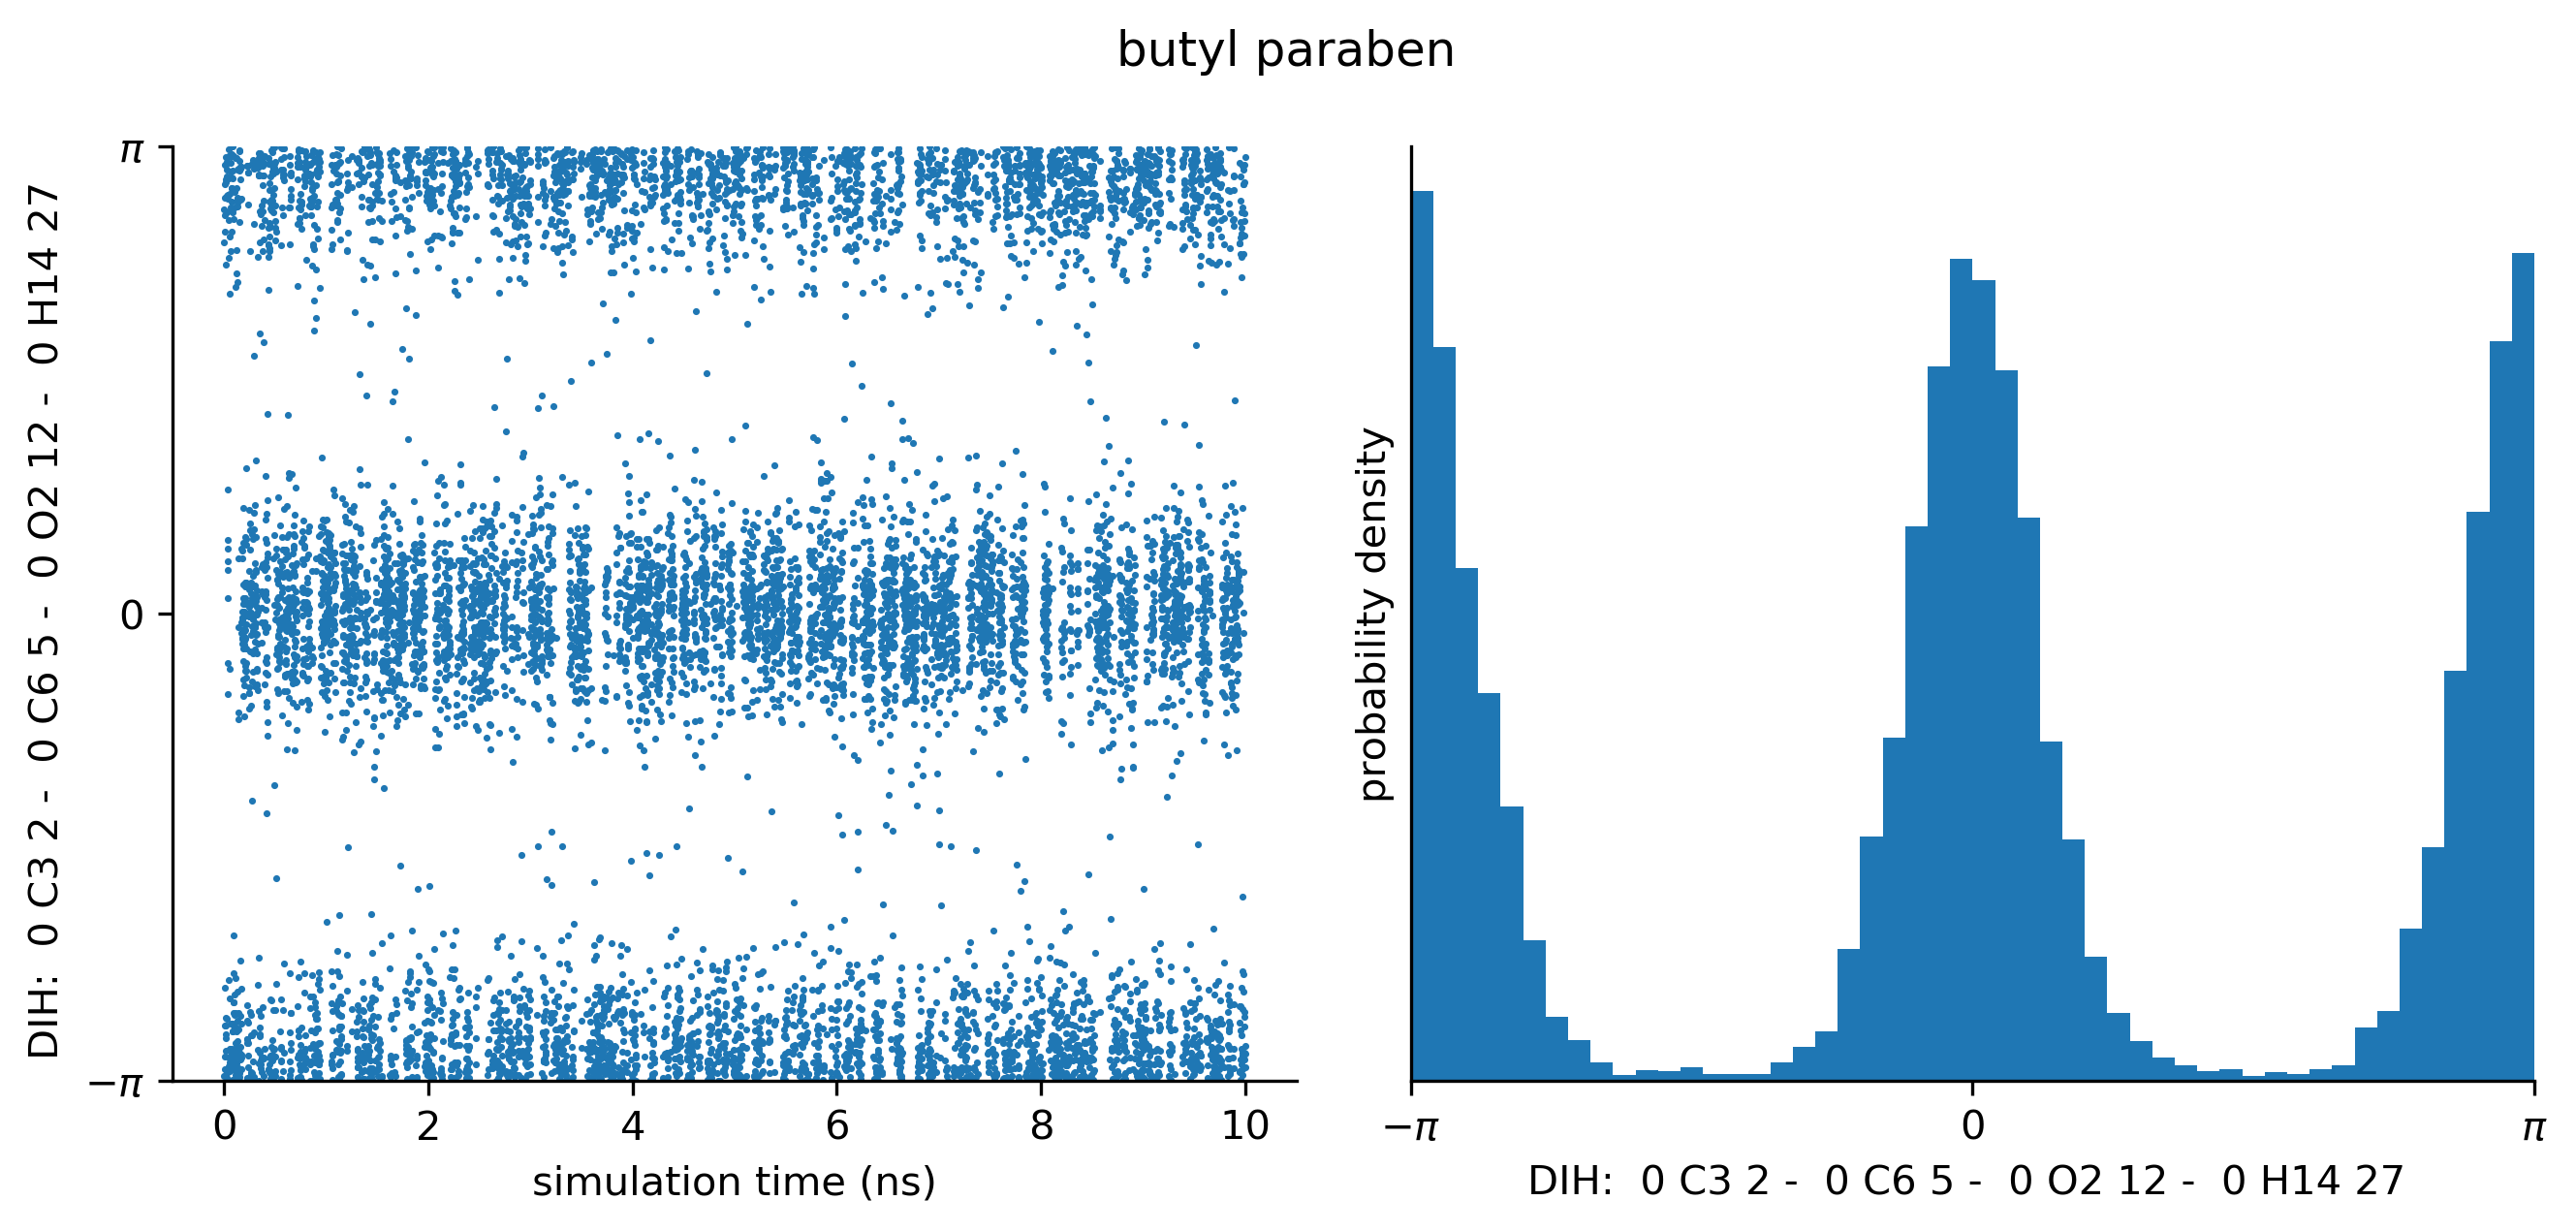 butyl paraben
DIH:  0 C3 2 -  0 C6 5 -  0 O2 12 -  0 H14 27
π
0
−π
0 2 4 6 8 10
simulation time (ns)
probability density
−π 0 π
DIH:  0 C3 2 -  0 C6 5 -  0 O2 12 -  0 H14 27